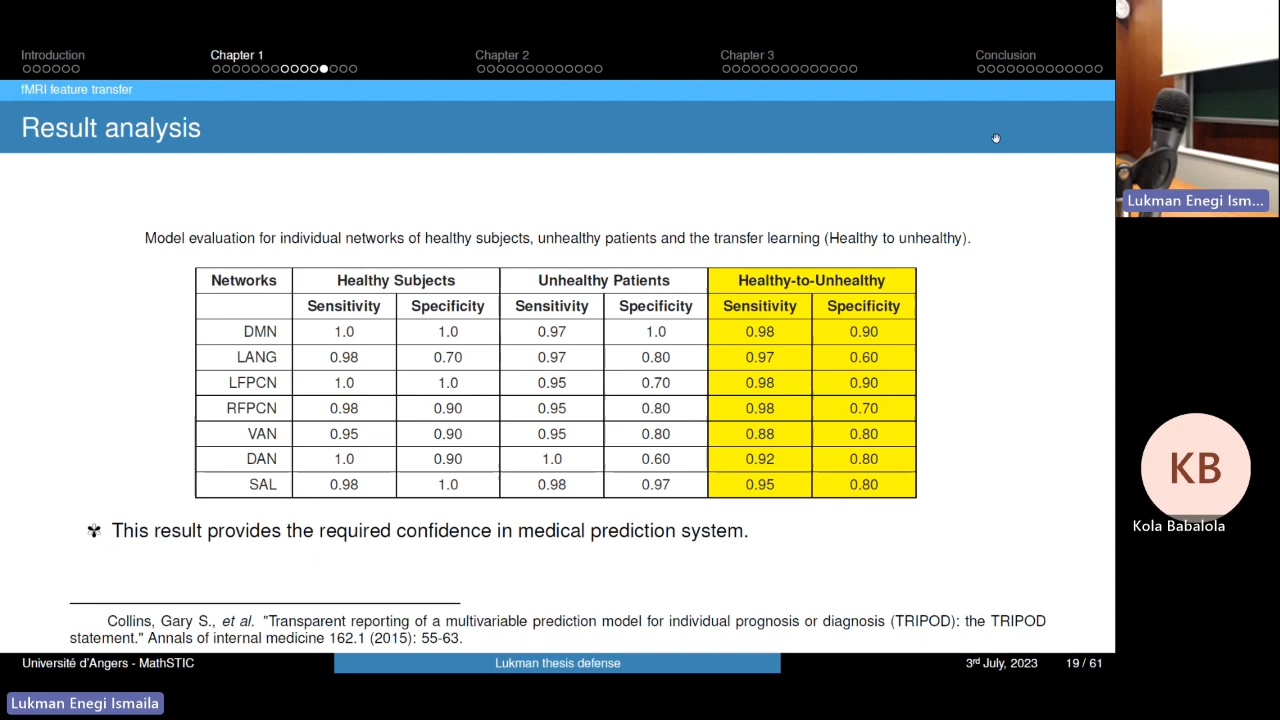 Introduction Chapter 1 Chapter 2 Chapter 3 Conclusion
fMRI feature transfer
Result analysis
Model evaluation for individual networks of healthy subjects, unhealthy patients and the transfer learning (Healthy to unhealthy).
Networks Healthy Subjects Unhealthy Patients Healthy-to-Unhealthy
Sensitivity Specificity Sensitivity Specificity Sensitivity Specificity
DMN 1.0 1.0 0.97 1.0 0.98 0.90
LANG 0.98 0.70 0.97 0.80 0.97 0.60
LFPCN 1.0 1.0 0.95 0.70 0.98 0.90
RFPCN 0.98 0.90 0.95 0.80 0.98 0.70
VAN 0.95 0.90 0.95 0.80 0.88 0.80
DAN 1.0 0.90 1.0 0.60 0.92 0.80
SAL 0.98 1.0 0.98 0.97 0.95 0.80
This result provides the required confidence in medical prediction system.
Collins, Gary S., et al. "Transparent reporting of a multivariable prediction model for individual prognosis or diagnosis (TRIPOD): the TRIPOD
statement." Annals of internal medicine 162.1 (2015): 55-63.
Université d'Angers - MathSTIC Lukman thesis defense 3rd July, 2023 19 / 61
Lukman Enegi Ismaila
Lukman Enegi Ism...
KB
Kola Babalola